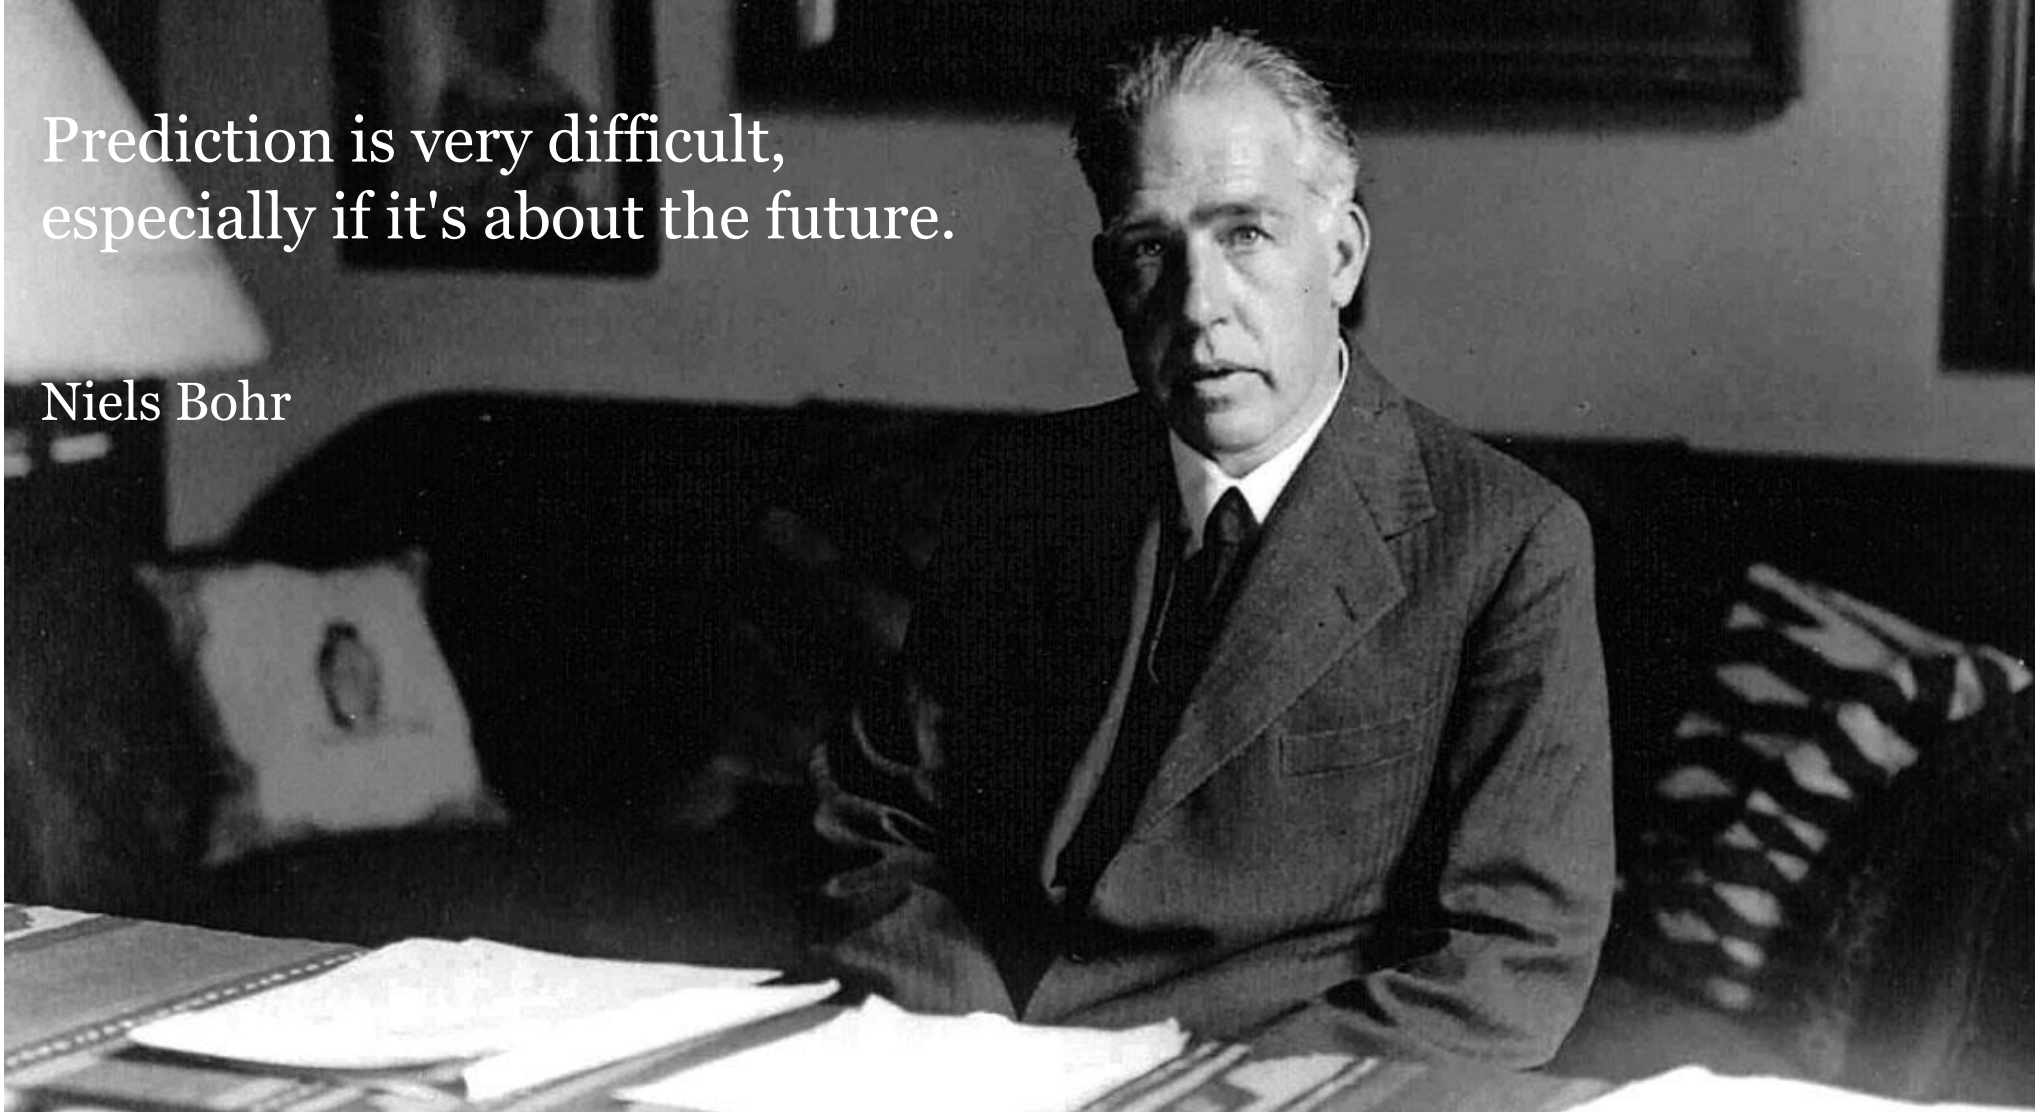 Prediction is very difficult,
especially if it's about the future.
Niels Bohr